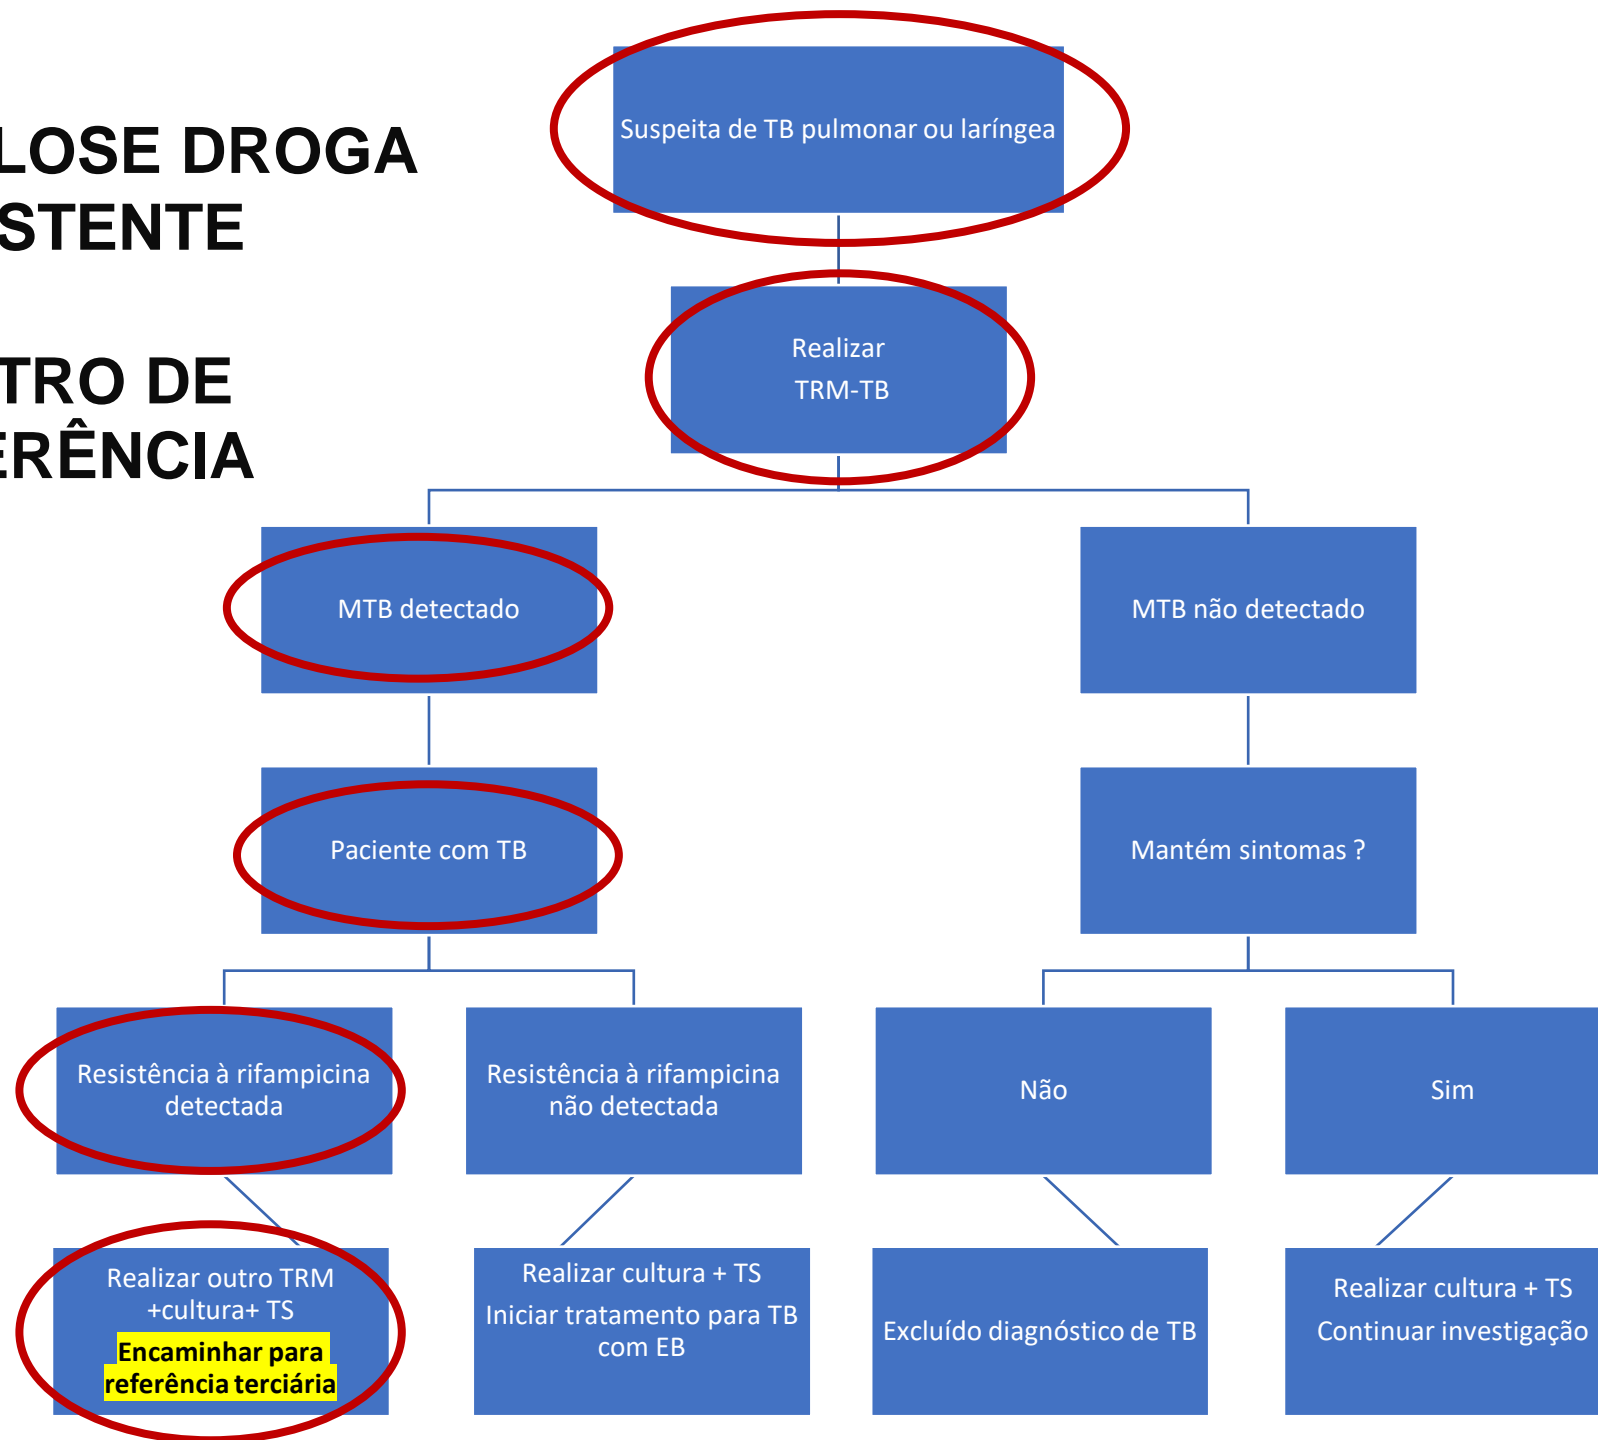 LOSE DROGA
STENTE
TRO DE
ERÊNCIA
Suspeita de TB pulmonar ou laríngea
Realizar
TRM-TB
MTB detectado
MTB não detectado
Paciente com TB
Mantém sintomas ?
Resistência à rifampicina
detectada
Resistência à rifampicina
não detectada
Não
Sim
Realizar outro TRM
+cultura+ TS
Encaminhar para
referência terciária
Realizar cultura + TS
Iniciar tratamento para TB
com EB
Excluído diagnóstico de TB
Realizar cultura + TS
Continuar investigação